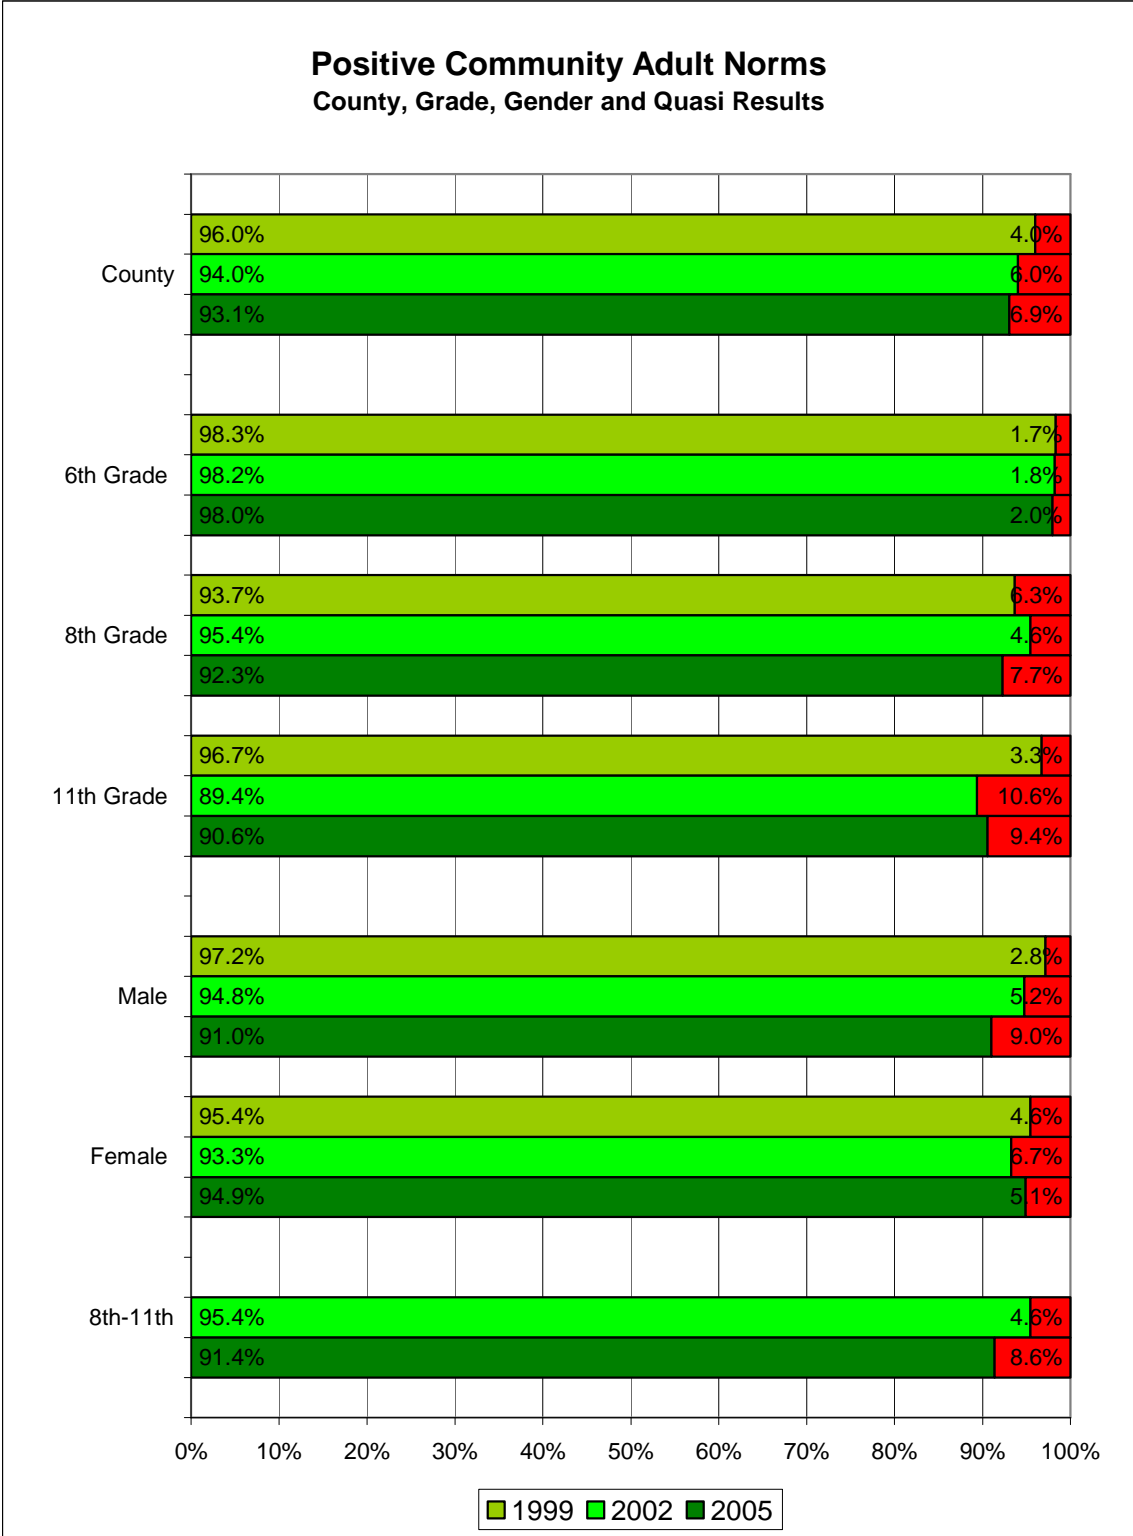 Positive Community Adult Norms
County, Grade, Gender and Quasi Results
96.0% 4.0%
County 94.0% 6.0%
93.1% 6.9%
98.3% 1.7%
6th Grade 98.2% 1.8%
98.0% 2.0%
93.7% 6.3%
8th Grade 95.4% 4.6%
92.3% 7.7%
96.7% 3.3%
11th Grade 89.4% 10.6%
90.6% 9.4%
97.2% 2.8%
Male 94.8% 5.2%
91.0% 9.0%
95.4% 4.6%
Female 93.3% 6.7%
94.9% 5.1%
8th-11th 95.4% 4.6%
91.4% 8.6%
0% 10% 20% 30% 40% 50% 60% 70% 80% 90% 100%
1999 2002 2005